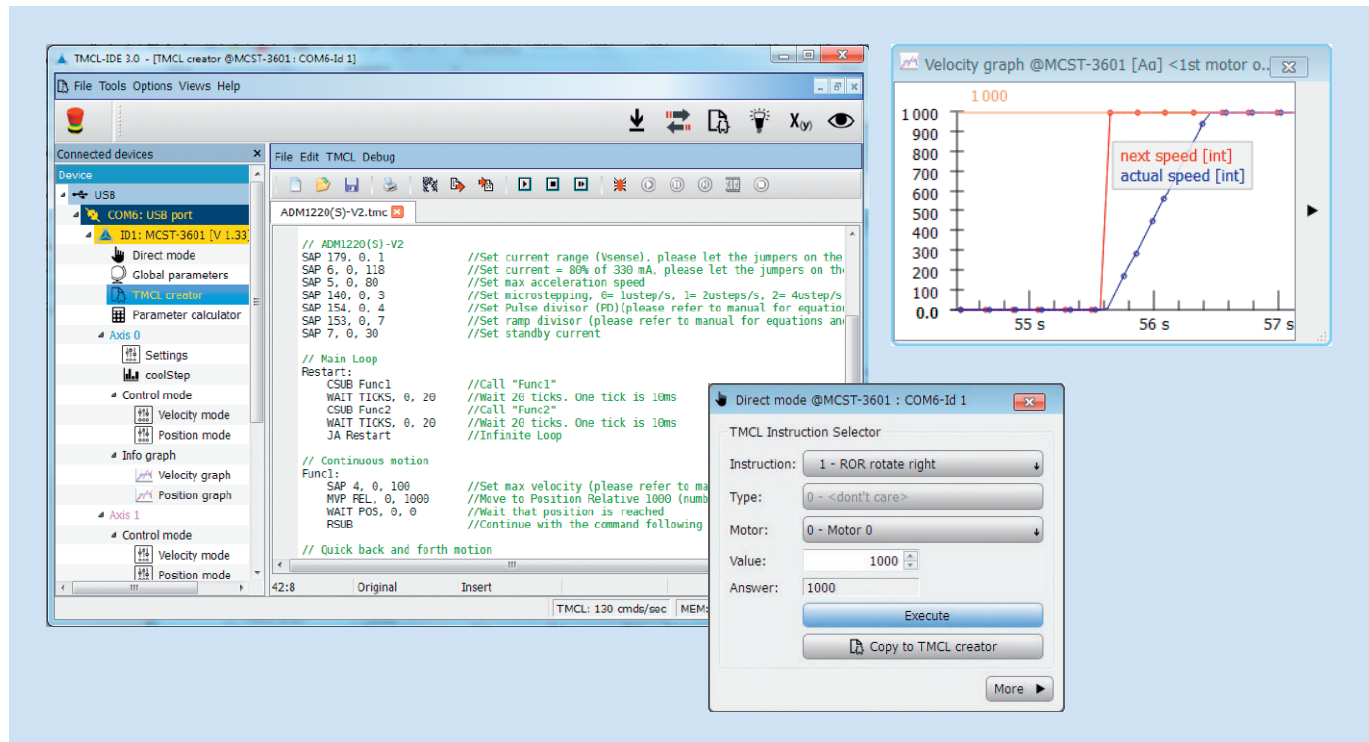 TMCL-IDE 3.0 - [TMCL creator @MCST-3601 : COM6-Id 1]
File Tools Options Views Help
X(y)
Connected devices
Device
USB
COM6: USB port
ID1: MCST-3601 [V 1.33]
Direct mode
Global parameters
TMCL creator
Parameter calculator
Axis 0
Settings
coolStep
Control mode
Velocity mode
Position mode
Info graph
Velocity graph
Position graph
Axis 1
Control mode
Velocity mode
Position mode
File Edit TMCL Debug
ADM1220(S)-V2.tmc
// ADM1220(S)-V2
SAP 179, 0, 1 //Set current range (Vsense), please let the jumpers on the
SAP 6, 0, 118 //Set current = 80% of 330 mA, please let the jumpers on the
SAP 5, 0, 80 //Set max acceleration speed
SAP 140, 0, 3 //Set microstepping, 0= 1ustep/s, 1= 2usteps/s, 2= 4ustep/s
SAP 154, 0, 4 //Set Pulse divisor (PD)(please refer to manual for equation
SAP 153, 0, 7 //Set ramp divisor (please refer to manual for equations and
SAP 7, 0, 30 //Set standby current
// Main Loop
Restart:
CSUB Func1 //Call "Func1"
WAIT TICKS, 0, 20 //Wait 20 ticks. One tick is 10ms
CSUB Func2 //Call "Func2"
WAIT TICKS, 0, 20 //Wait 20 ticks. One tick is 10ms
JA Restart //Infinite Loop
// Continuous motion
Func1:
SAP 4, 0, 100 //Set max velocity (please refer to ma
MVP REL, 0, 1000 //Move to Position Relative 1000 (numb
WAIT POS, 0, 0 //Wait that position is reached
RSUB //Continue with the command following
// Quick back and forth motion
42:8 Original Insert
TMCL: 130 cmds/sec MEM:
Velocity graph @MCST-3601 [Aα] <1st motor o..
1000
1000
900
800
700
600
500
400
300
200
100
0.0
next speed [int]
actual speed [int]
55 s 56 s 57 s
Direct mode @MCST-3601 : COM6-Id 1
TMCL Instruction Selector
Instruction: 1 - ROR rotate right
Type: 0 - <don't care>
Motor: 0 - Motor 0
Value: 1000
Answer: 1000
Execute
Copy to TMCL creator
More